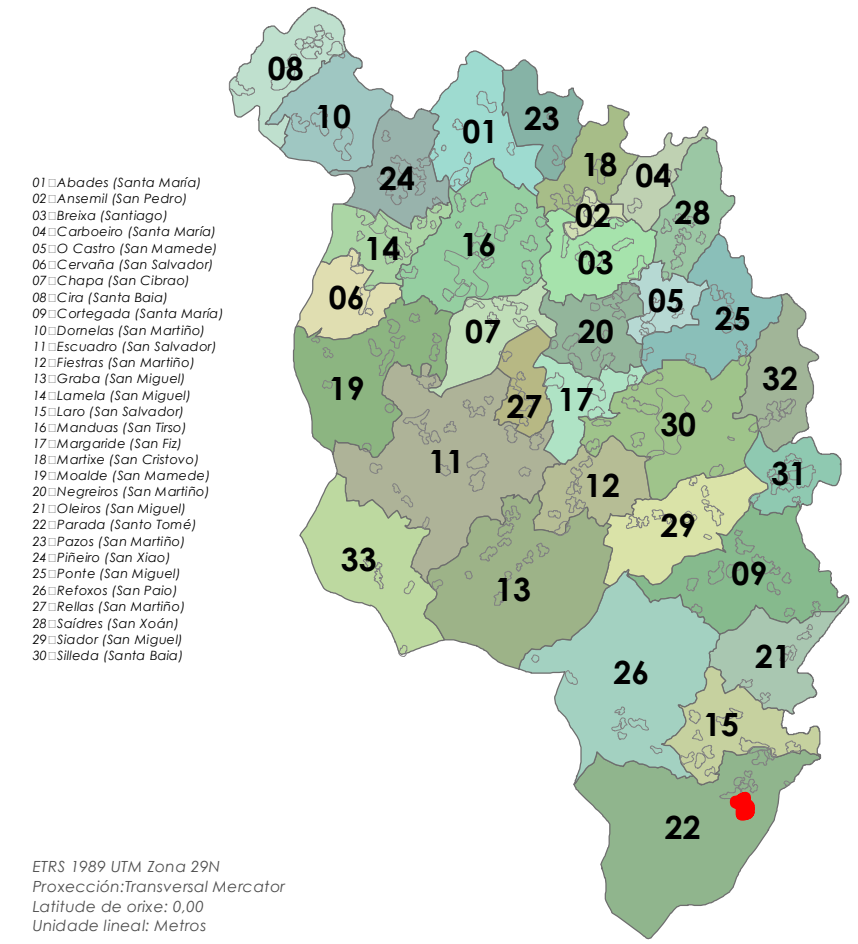 08
10
01
23
24
18
04
02
28
14
16
03
06
05
07
20
25
19
27
17
32
30
11
12
31
29
33
13
09
26
21
15
22
01□Abades (Santa María)
02□Ansemil (San Pedro)
03□Breixa (Santiago)
04□Carboeiro (Santa María)
05□O Castro (San Mamede)
06□Cervaña (San Salvador)
07□Chapa (San Cibrao)
08□Cira (Santa Baia)
09□Cortegada (Santa María)
10□Dornelas (San Martiño)
11□Escuadro (San Salvador)
12□Fiestras (San Martiño)
13□Graba (San Miguel)
14□Lamela (San Miguel)
15□Laro (San Salvador)
16□Manduas (San Tirso)
17□Margaride (San Fiz)
18□Martixe (San Cristovo)
19□Moalde (San Mamede)
20□Negreiros (San Martiño)
21□Oleiros (San Miguel)
22□Parada (Santo Tomé)
23□Pazos (San Martiño)
24□Piñeiro (San Xiao)
25□Ponte (San Miguel)
26□Refoxos (San Paio)
27□Rellas (San Martiño)
28□Saídres (San Xoán)
29□Siador (San Miguel)
30□Silleda (Santa Baia)
ETRS 1989 UTM Zona 29N
Proxección:Transversal Mercator
Latitude de orixe: 0,00
Unidade lineal: Metros